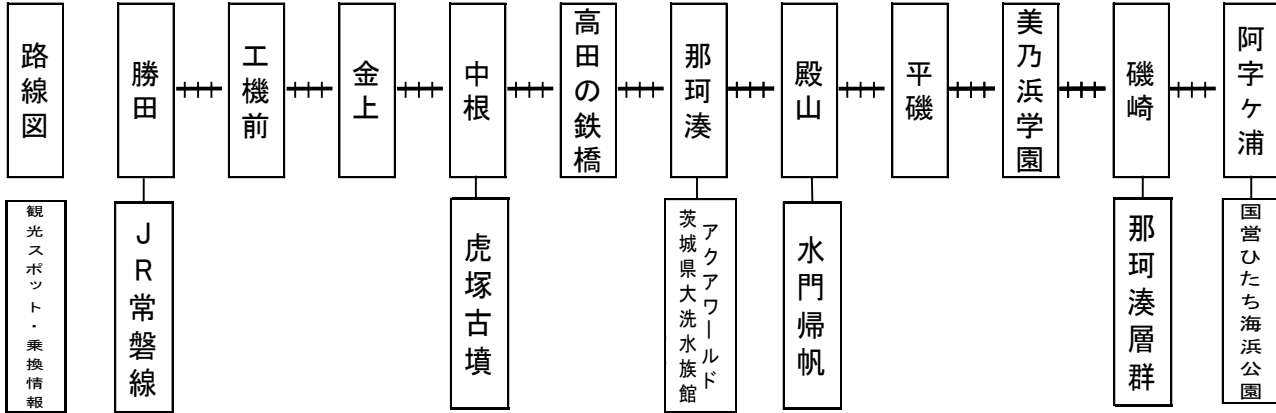 路線図
勝田
工機前
金上
中根
高田の鉄橋
那珂湊
殿山
平磯
美乃浜学園
磯崎
阿字ヶ浦
観光スポット・乗換情報
JR常磐線
虎塚古墳
アクアワールド
茨城県大洗水族館
水門帰帆
那珂湊層群
国営ひたち海浜公園